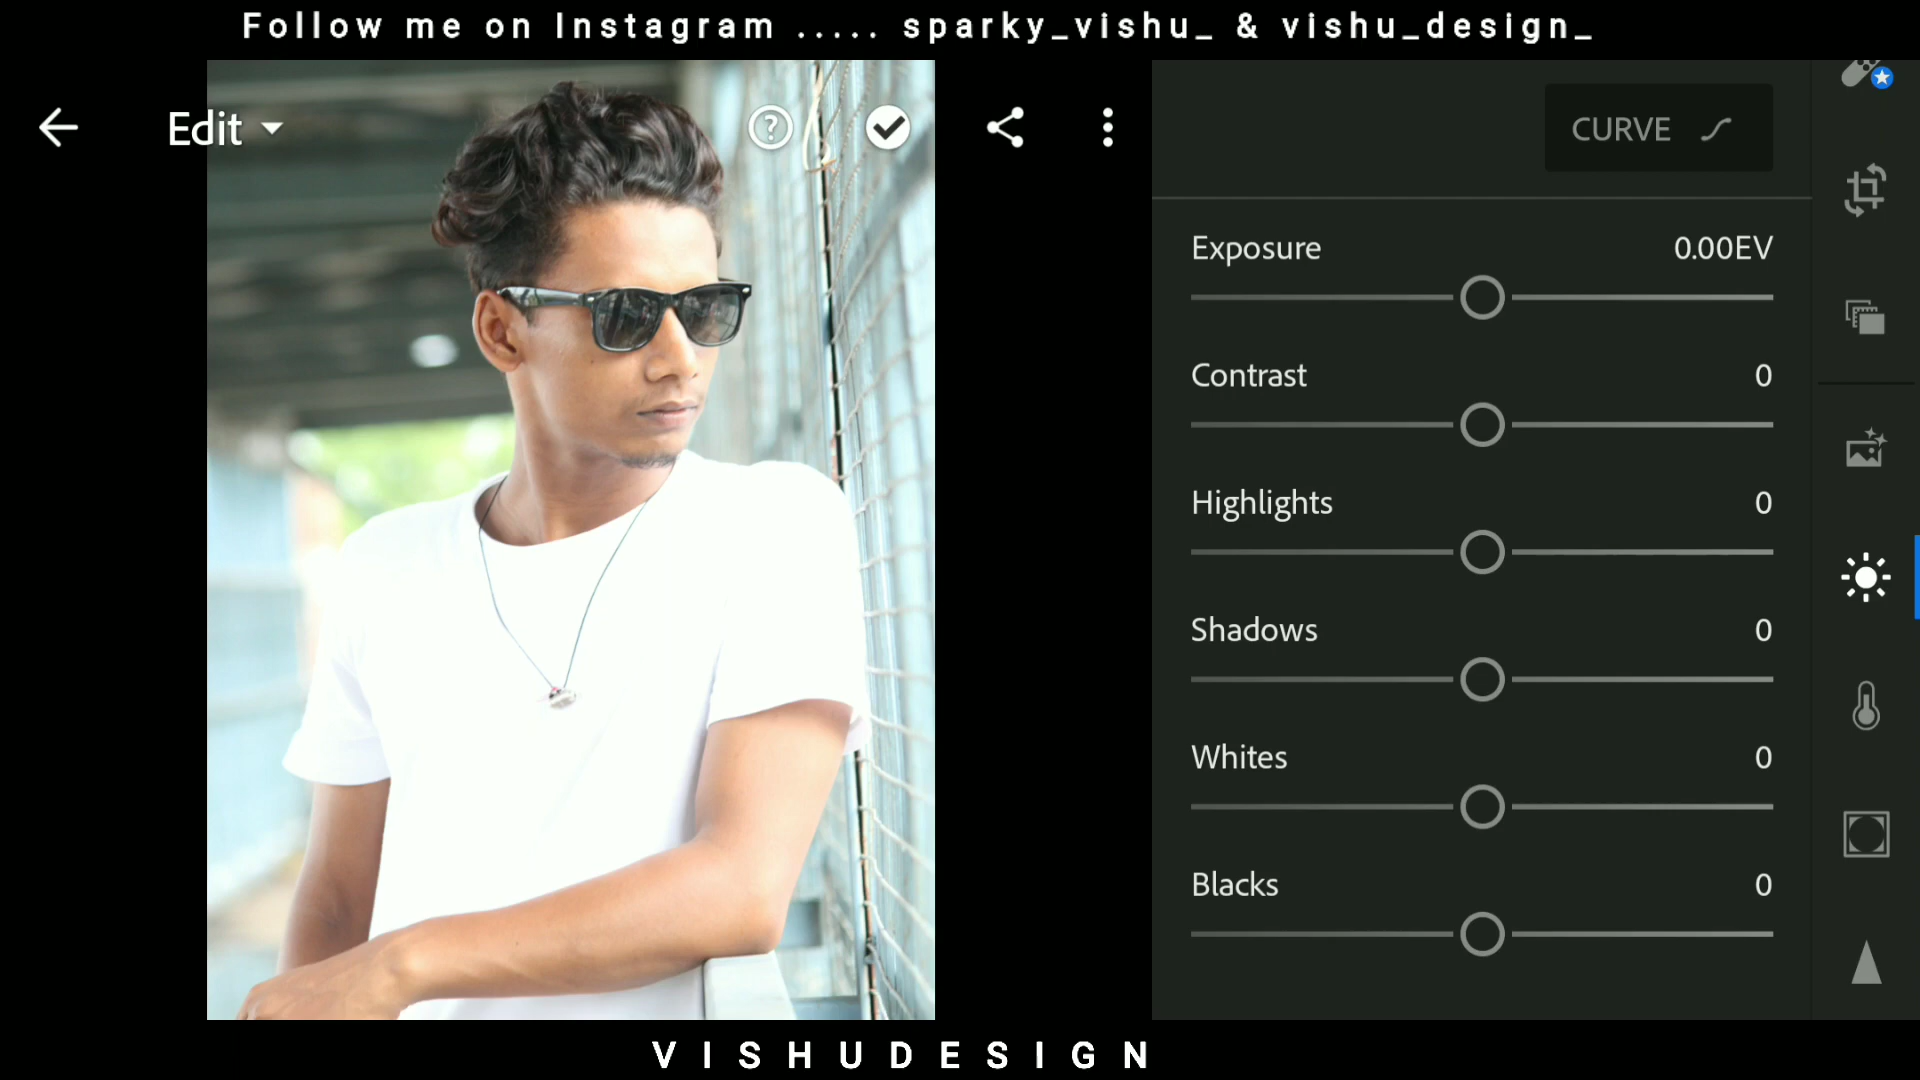 Follow me on Instagram ..... sparky_vishu_ & vishu_design_
Edit
CURVE
Exposure 0.00EV
Contrast 0
Highlights 0
Shadows 0
Whites 0
Blacks 0
VISHUDESIGN